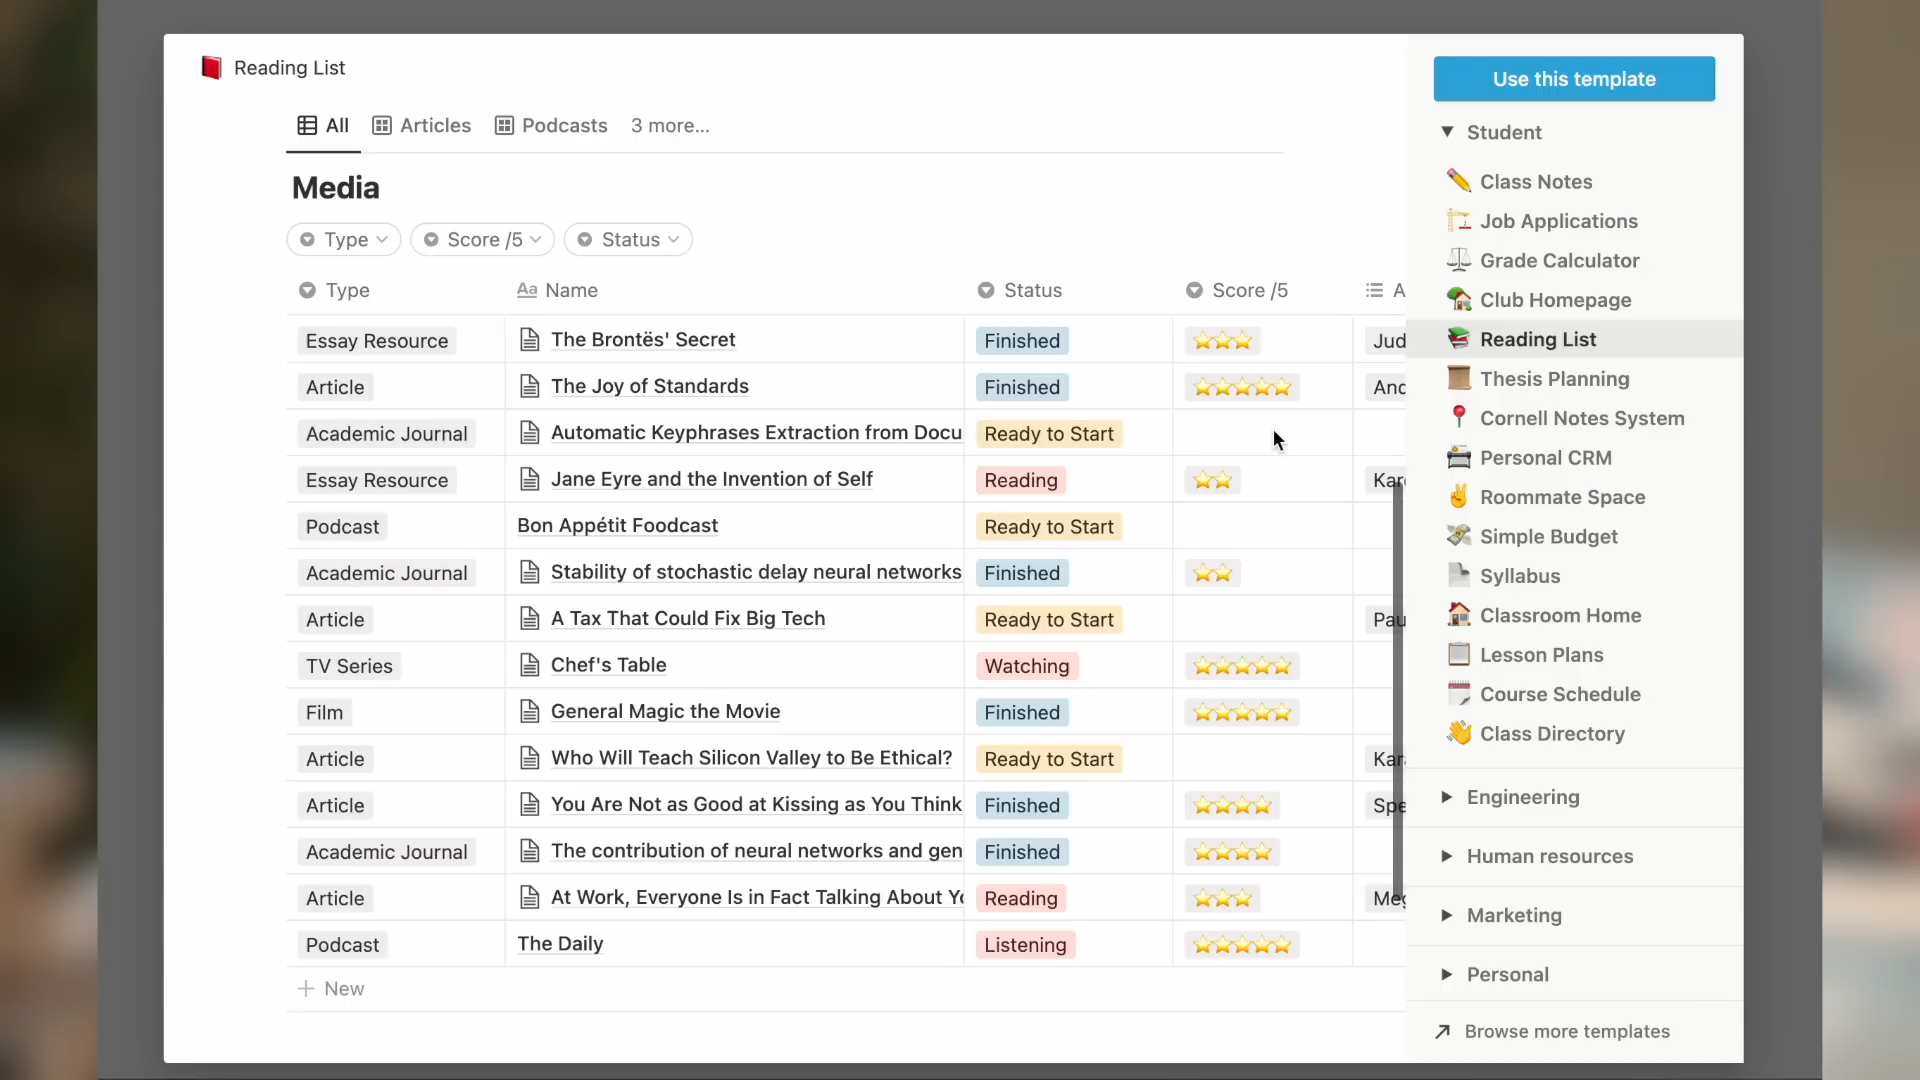 Reading List
Use this template
All Articles Podcasts 3 more...
Media
Type Score /5 Status
Type Aa Name Status Score /5 A
Essay Resource The Brontës' Secret Finished Jud
Article The Joy of Standards Finished And
Academic Journal Automatic Keyphrases Extraction from Docu Ready to Start
Essay Resource Jane Eyre and the Invention of Self Reading Kare
Podcast Bon Appétit Foodcast Ready to Start
Academic Journal Stability of stochastic delay neural networks Finished
Article A Tax That Could Fix Big Tech Ready to Start Pau
TV Series Chef's Table Watching
Film General Magic the Movie Finished
Article Who Will Teach Silicon Valley to Be Ethical? Ready to Start Kara
Article You Are Not as Good at Kissing as You Think Finished Spe
Academic Journal The contribution of neural networks and gen Finished
Article At Work, Everyone Is in Fact Talking About Yo Reading Meg
Podcast The Daily Listening
New
Student
Class Notes
Job Applications
Grade Calculator
Club Homepage
Reading List
Thesis Planning
Cornell Notes System
Personal CRM
Roommate Space
Simple Budget
Syllabus
Classroom Home
Lesson Plans
Course Schedule
Class Directory
Engineering
Human resources
Marketing
Personal
Browse more templates